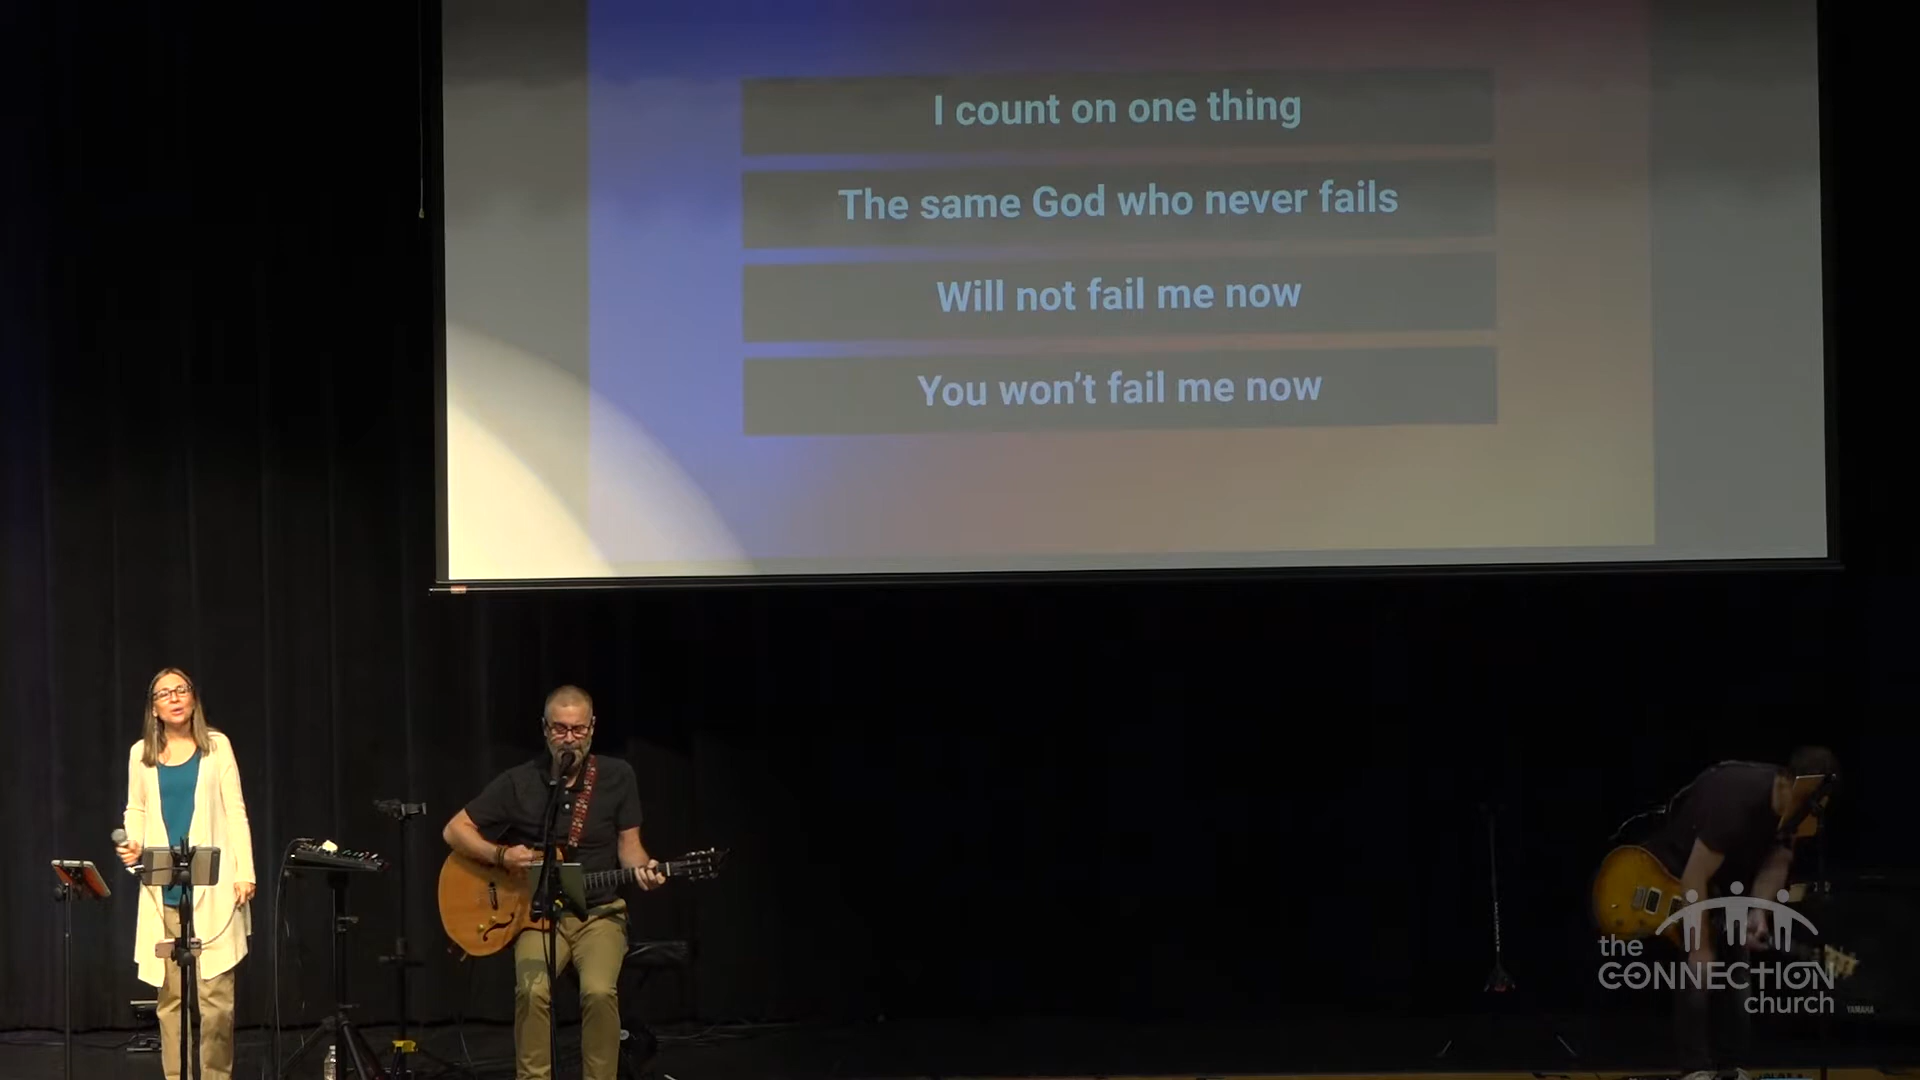 I count on one thing
The same God who never fails
Will not fail me now
You won't fail me now
the
CONNECTION
church
YAMAHA